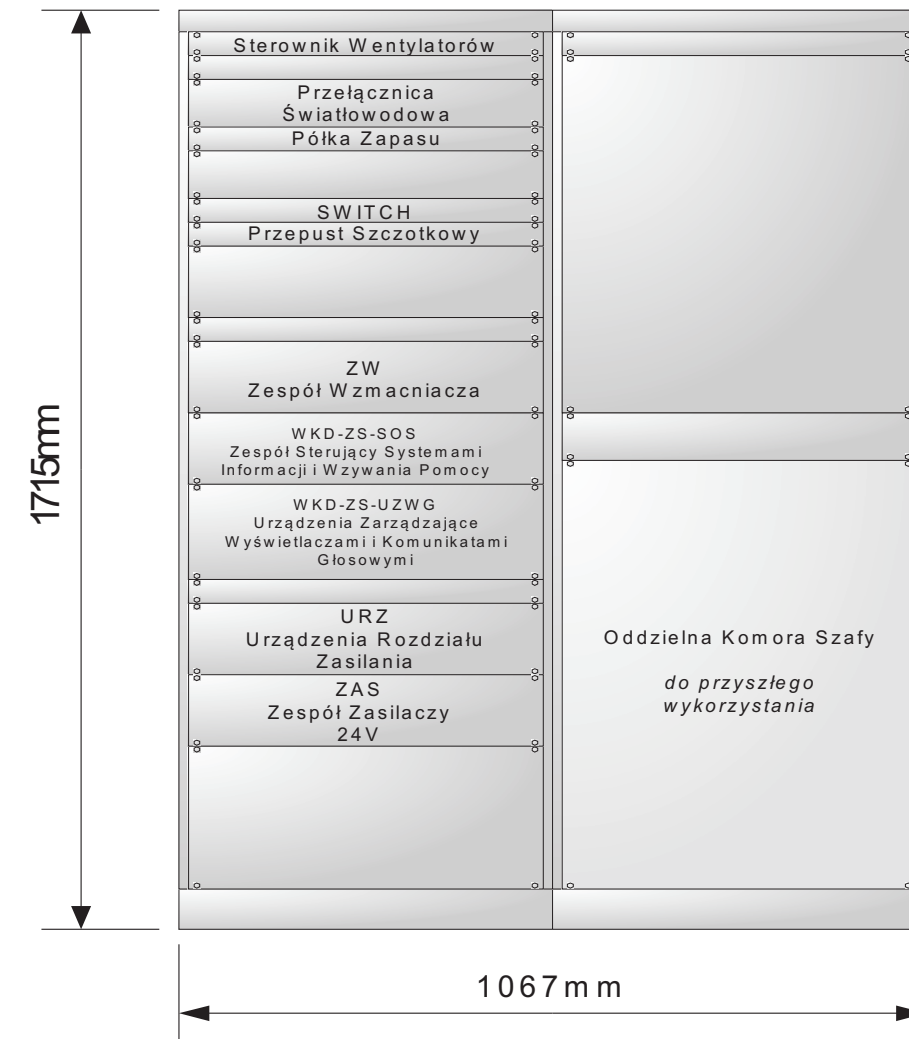 Sterownik Wentylatorów
Przełącznica
Światłowodowa
Półka Zapasu
SWITCH
Przepust Szczotkowy
ZW
Zespół Wzmacniacza
WKD-ZS-SOS
Zespół Sterujący Systemami
Informacji i Wzywania Pomocy
WKD-ZS-UZWG
Urządzenia Zarządzające
Wyświetlaczami i Komunikatami
Głosowymi
URZ
Urządzenia Rozdziału
Zasilania
ZAS
Zespół Zasilaczy
24V
Oddzielna Komora Szafy
do przyszłego
wykorzystania
1715mm
1067mm